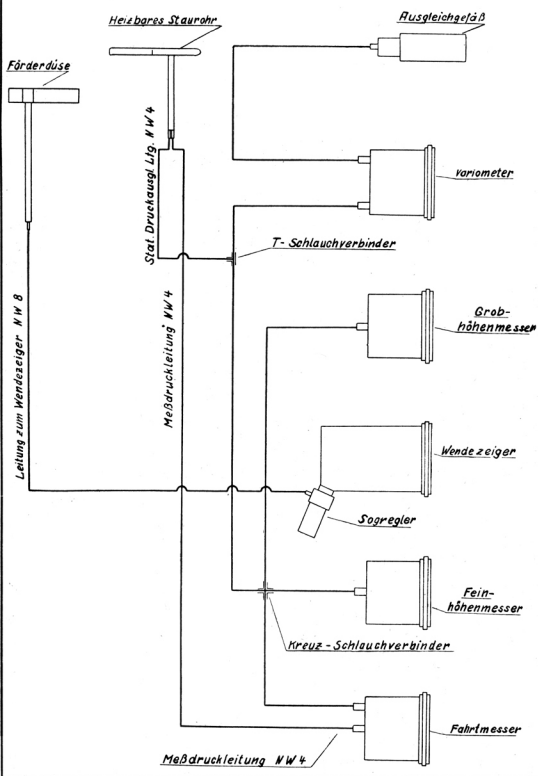 Heizbares Staurohr
Ausgleichgefäß
Förderdüse
Stat. Druckausgl. Ltg. NW 4
Variometer
T-Schlauchverbinder
Leitung zum Wendezeiger NW 8
Meßdruckleitung NW 4
Grob-
höhenmesser
Wendezeiger
Sogregler
Fein-
höhenmesser
Kreuz-Schlauchverbinder
Fahrtmesser
Meßdruckleitung NW 4